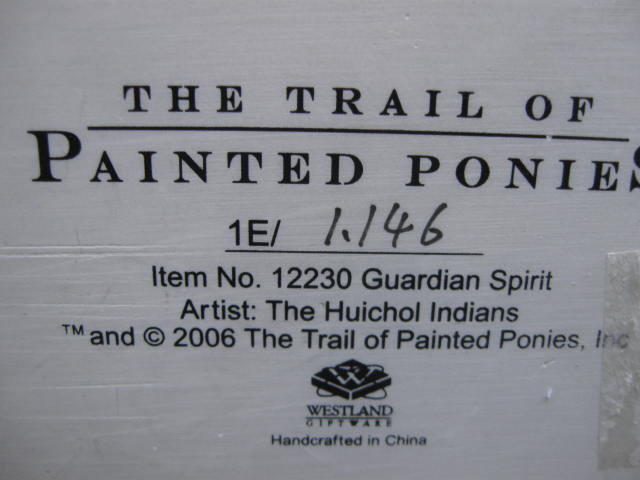 THE TRAIL OF
PAINTED PONIES
1E/ 1.146
Item No. 12230 Guardian Spirit
Artist: The Huichol Indians
™ and © 2006 The Trail of Painted Ponies, Inc
W
WESTLAND
GIFTWARE
Handcrafted in China